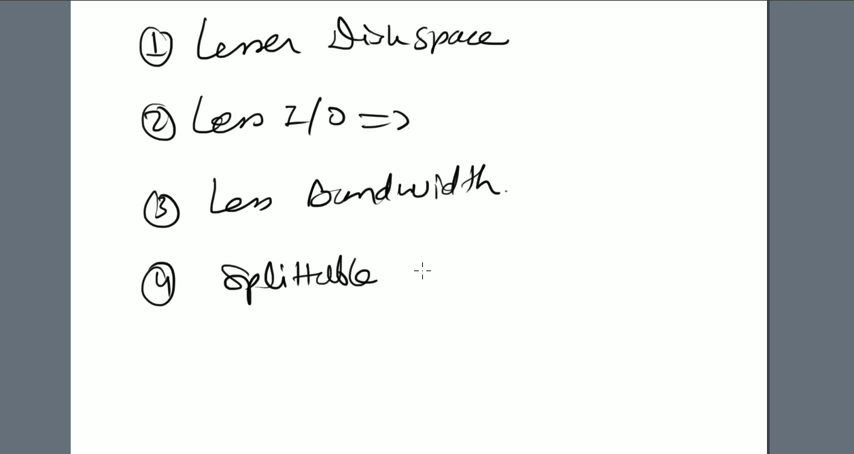 ① Lesser Diskspace
② Less I/O =>
③ Less Bandwidth.
④ Splittable